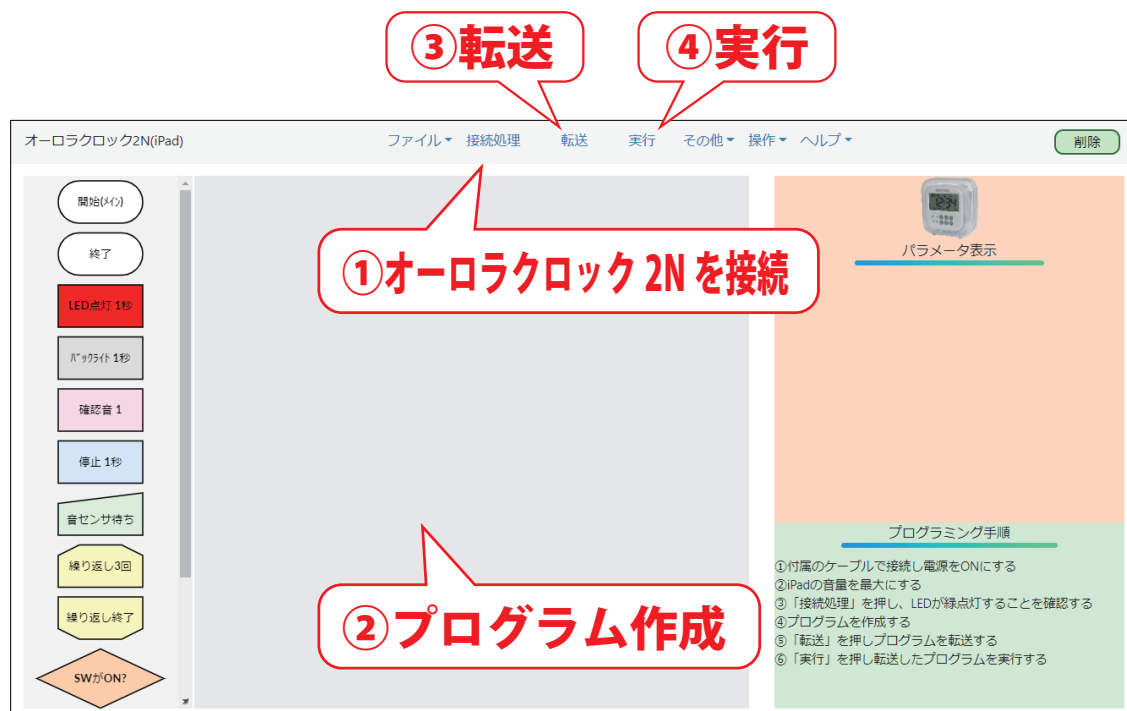 ③転送
④実行
オーロラクロック2N(iPad)
ファイル 接続処理 転送 実行 その他 操作 ヘルプ
削除
①オーロラクロック 2N を接続
②プログラム作成
開始(ﾒｲﾝ)
終了
LED点灯 1秒
ﾊﾞｯｸﾗｲﾄ 1秒
確認音 1
停止 1秒
音センサ待ち
繰り返し3回
繰り返し終了
SWがON?
12:34
パラメータ表示
プログラミング手順
①付属のケーブルで接続し電源をONにする
②iPadの音量を最大にする
③「接続処理」を押し、LEDが緑点灯することを確認する
④プログラムを作成する
⑤「転送」を押しプログラムを転送する
⑥「実行」を押し転送したプログラムを実行する